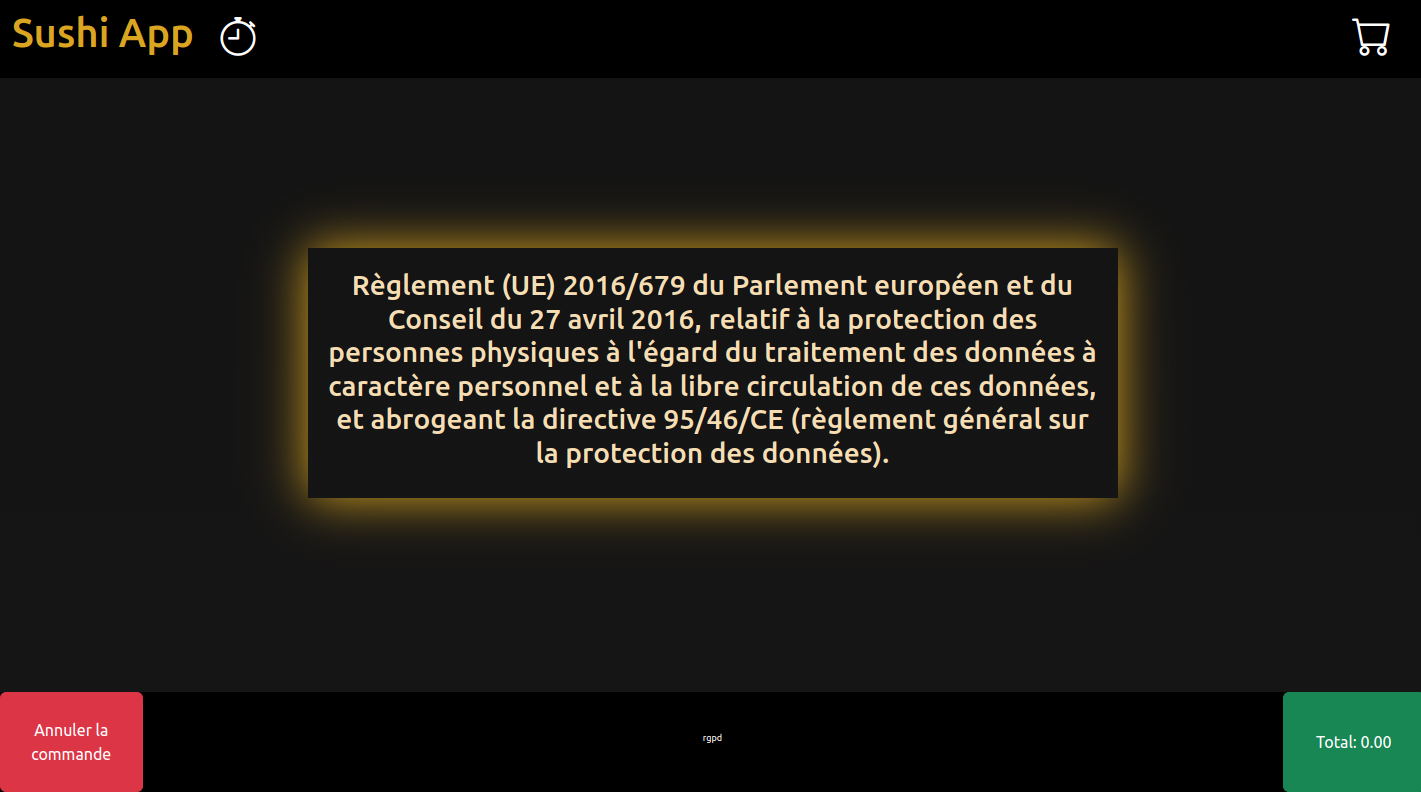 Sushi App
Règlement (UE) 2016/679 du Parlement européen et du
Conseil du 27 avril 2016, relatif à la protection des
personnes physiques à l'égard du traitement des données à
caractère personnel et à la libre circulation de ces données,
et abrogeant la directive 95/46/CE (règlement général sur
la protection des données).
Annuler la
commande
rgpd
Total: 0.00